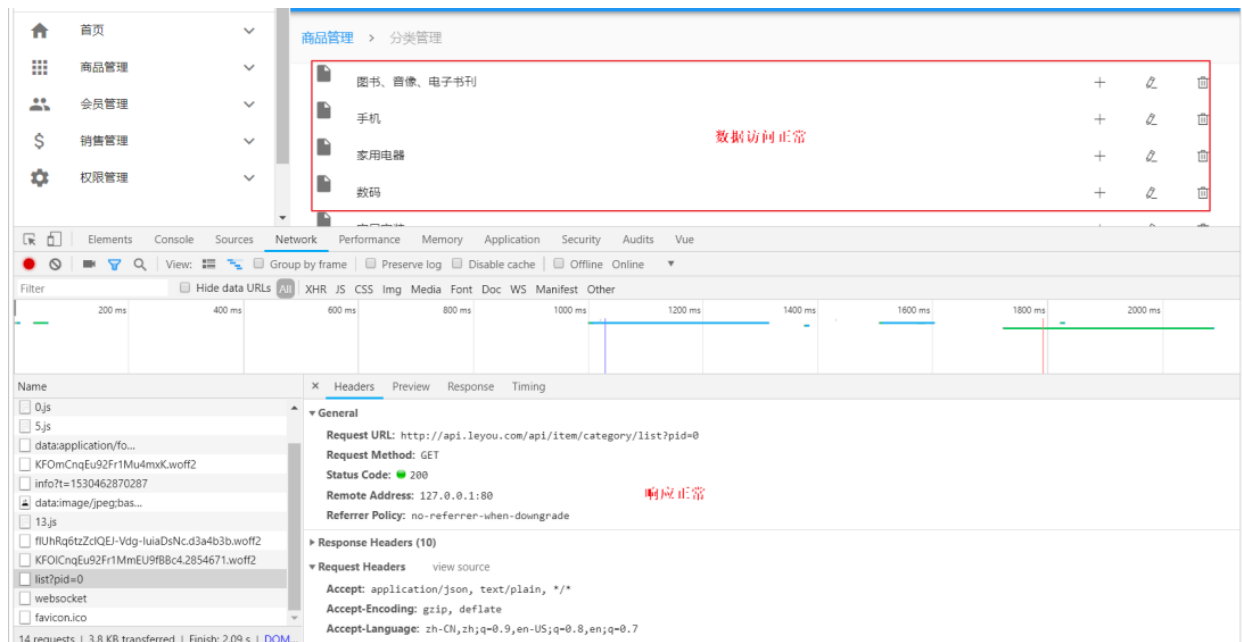 首页
商品管理
会员管理
销售管理
权限管理
商品管理 > 分类管理
图书、音像、电子书刊
手机
家用电器
数码
数据访问正常
Elements Console Sources Network Performance Memory Application Security Audits Vue
View: Group by frame Preserve log Disable cache Offline Online
Filter Hide data URLs All XHR JS CSS Img Media Font Doc WS Manifest Other
200 ms 400 ms 600 ms 800 ms 1000 ms 1200 ms 1400 ms 1600 ms 1800 ms 2000 ms
Name
0.js
5.js
data:application/fo...
KFOmCnqEu92Fr1Mu4mxK.woff2
info?t=1530462870287
data:image/jpeg;bas...
13.js
flUhRq6tzZclQEJ-Vdg-IuiaDsNc.d3a4b3b.woff2
KFOlCnqEu92Fr1MmEU9fBBc4.2854671.woff2
list?pid=0
websocket
favicon.ico
14 requests | 3.8 KB transferred | Finish: 2.09 s | DOM...
× Headers Preview Response Timing
General
Request URL: http://api.leyou.com/api/item/category/list?pid=0
Request Method: GET
Status Code: 200
Remote Address: 127.0.0.1:80
Referrer Policy: no-referrer-when-downgrade
响应正常
Response Headers (10)
Request Headers view source
Accept: application/json, text/plain, */*
Accept-Encoding: gzip, deflate
Accept-Language: zh-CN,zh;q=0.9,en-US;q=0.8,en;q=0.7